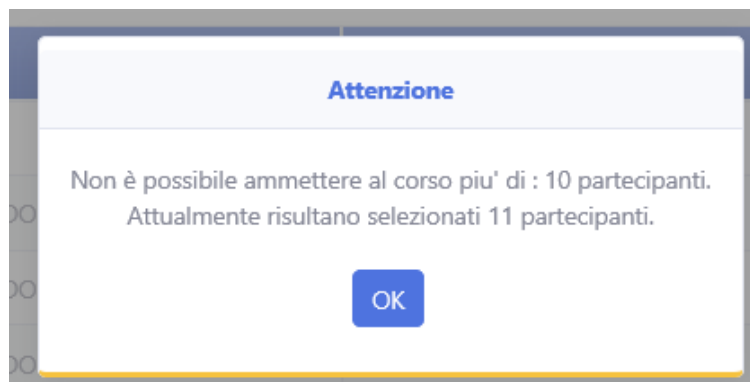 Attenzione
Non è possibile ammettere al corso piu' di : 10 partecipanti.
Attualmente risultano selezionati 11 partecipanti.
OK